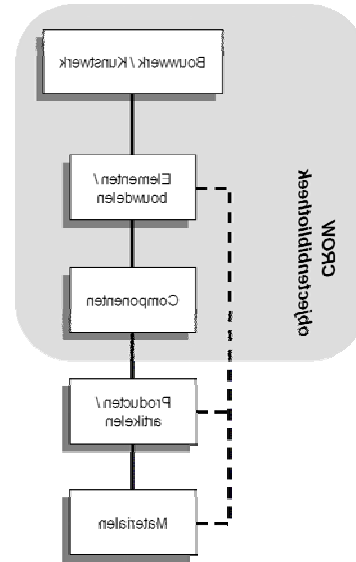 Bouwwerk / Kunstwerk
Elementen /
bouwdelen
Componenten
Producten /
artikelen
Materialen
CROW
objectenbibliotheek